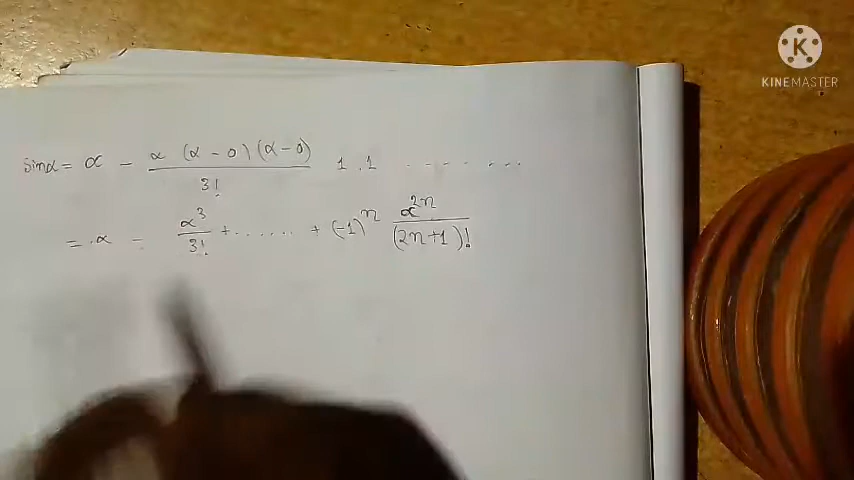 KINEMASTER
sinα = α - α (α - 0) (α - 0) / 3! 1 . 1 - - - - - - -
= . α - α³ / 3! + ...... + (-1)ⁿ α²ⁿ / (2n+1)!